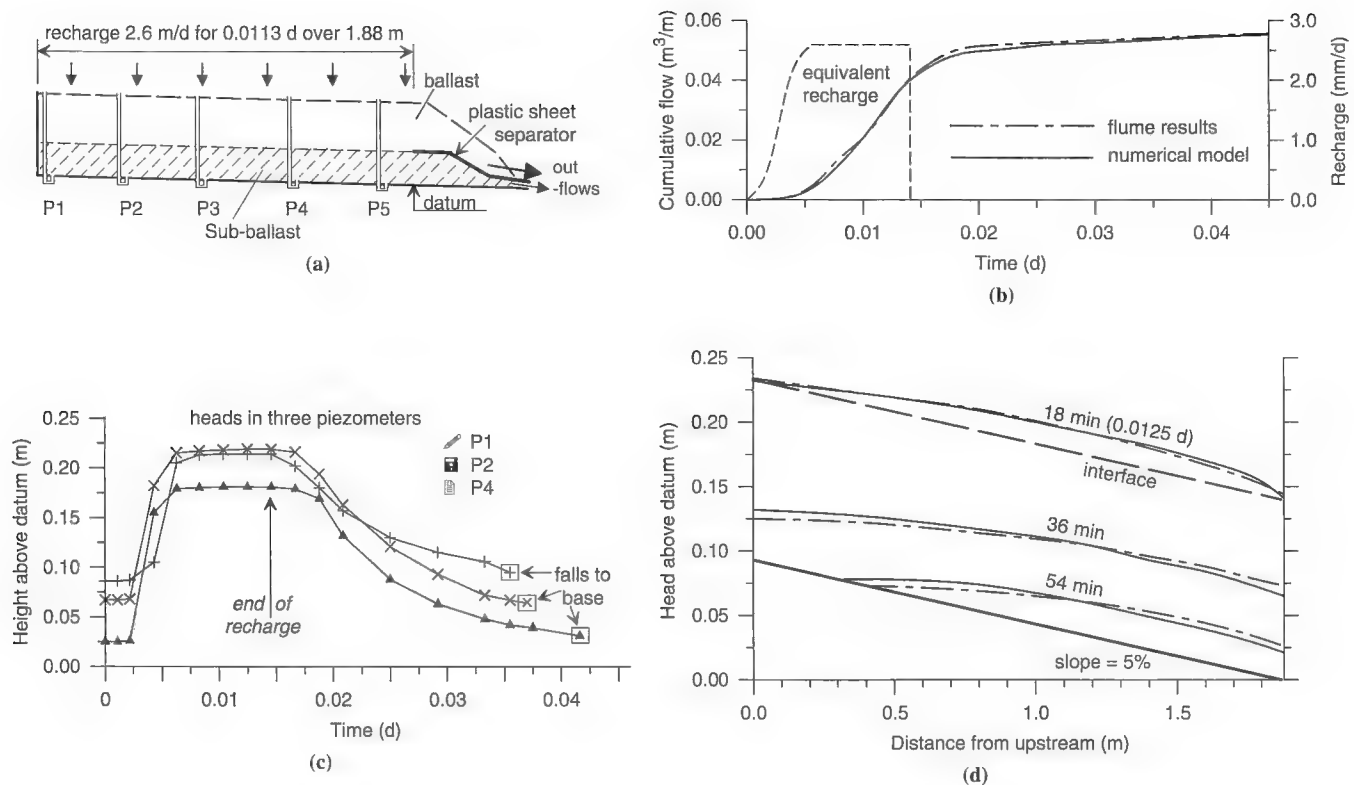 recharge 2.6 m/d for 0.0113 d over 1.88 m
ballast
plastic sheet
separator
out
-flows
P1 P2 P3 P4 P5
datum
Sub-ballast
(a)
Cumulative flow (m³/m)
0.06
0.04
0.02
0.00
equivalent
recharge
flume results
numerical model
3.0
2.0
1.0
0.0
Recharge (mm/d)
0.00 0.01 0.02 0.03 0.04
Time (d)
(b)
Height above datum (m)
0.25
0.20
0.15
0.10
0.05
0.00
heads in three piezometers
P1
P2
P4
end of
recharge
falls to
base
0 0.01 0.02 0.03 0.04
Time (d)
(c)
Head above datum (m)
0.25
0.20
0.15
0.10
0.05
0.00
18 min (0.0125 d)
interface
36 min
54 min
slope = 5%
0.0 0.5 1.0 1.5
Distance from upstream (m)
(d)